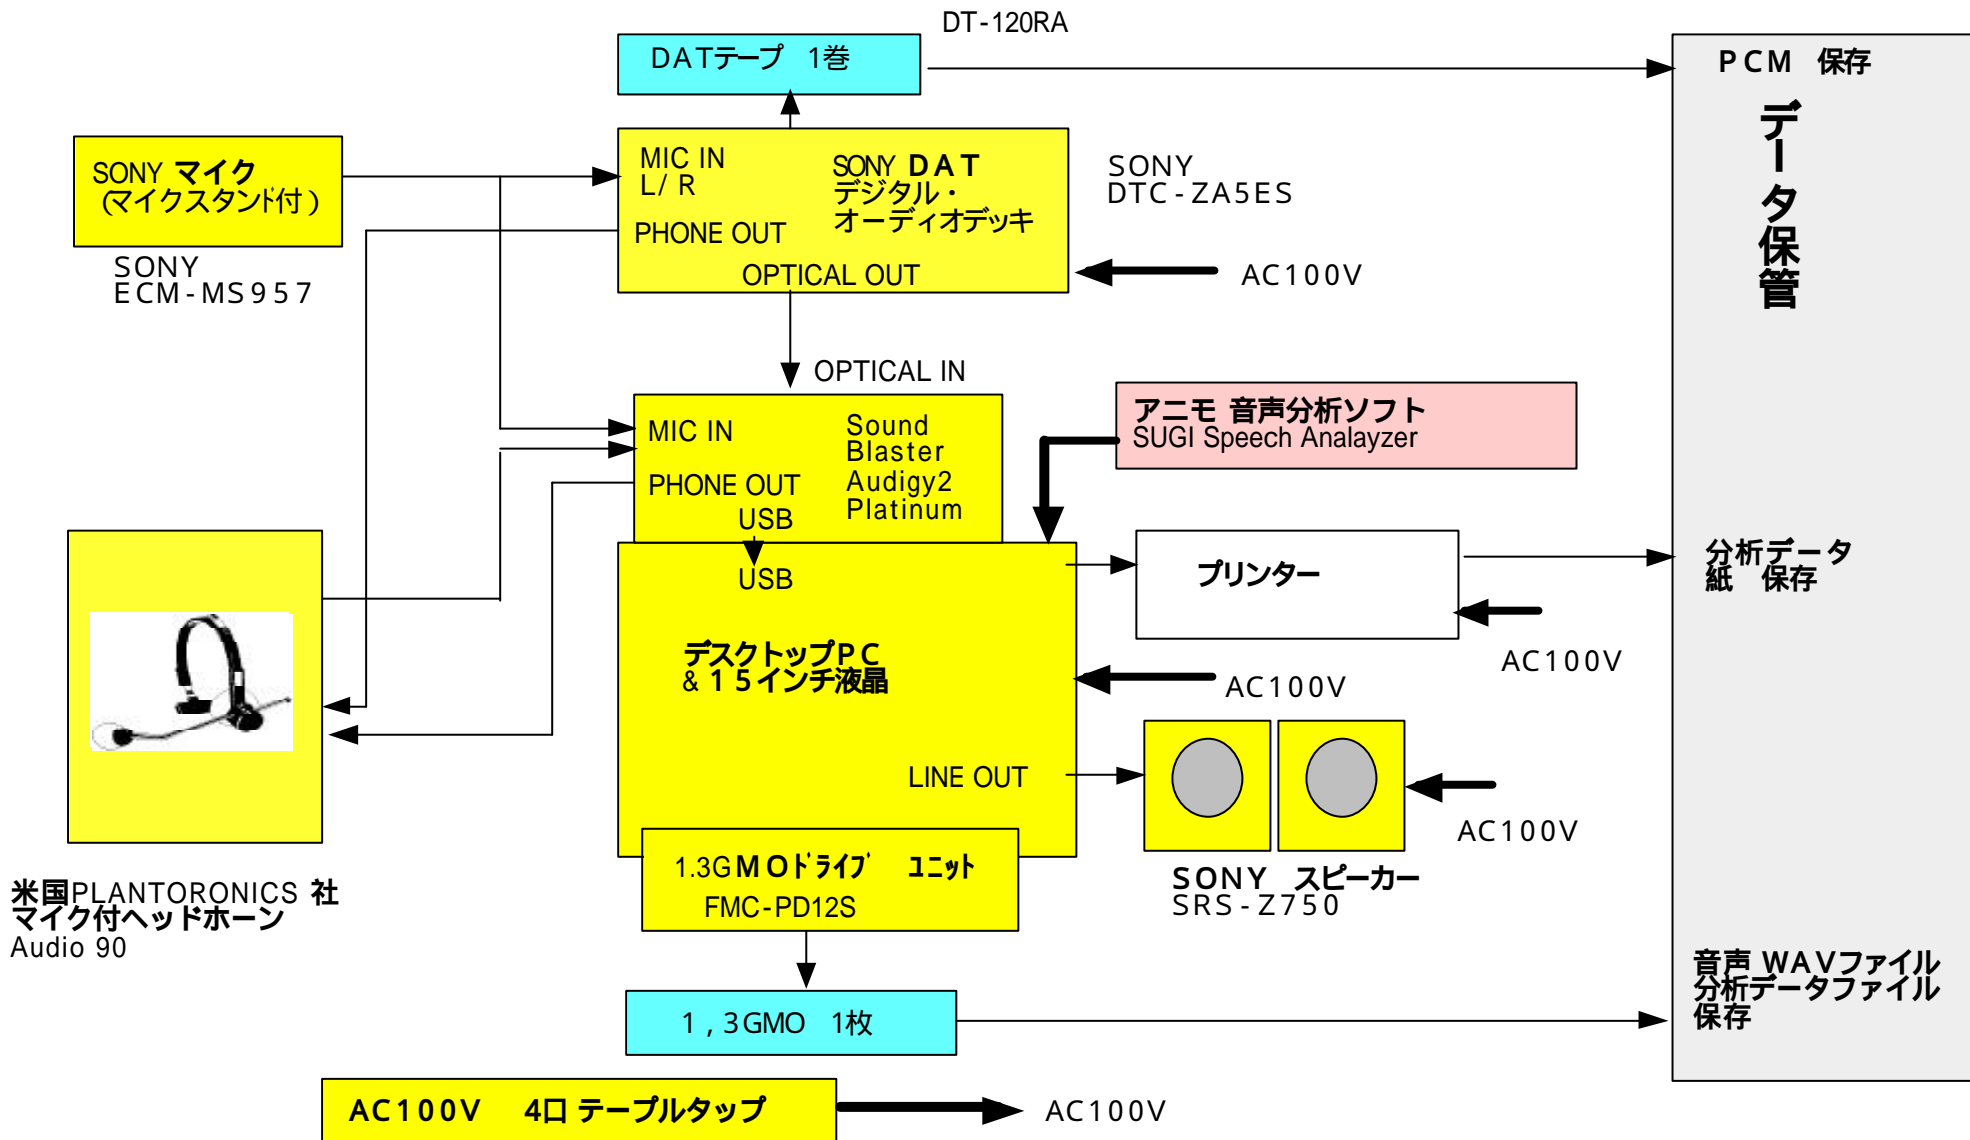 DT-120RA
DATテープ 1巻
PCM 保存
データ保管
SONY マイク
(マイクスタンド付)
SONY
ECM-MS957
MIC IN
L/R
PHONE OUT
OPTICAL OUT
SONY DAT
デジタル・
オーディオデッキ
SONY
DTC-ZA5ES
AC100V
OPTICAL IN
MIC IN
PHONE OUT
USB
Sound
Blaster
Audigy2
Platinum
アニモ 音声分析ソフト
SUGI Speech Analayzer
USB
デスクトップPC
&15インチ液晶
LINE OUT
プリンター
AC100V
AC100V
分析データ
紙 保存
AC100V
SONY スピーカー
SRS-Z750
米国PLANTORONICS 社
マイク付ヘッドホーン
Audio 90
1.3GMOドライブ ユニット
FMC-PD12S
音声 WAVファイル
分析データファイル
保存
1,3GMO 1枚
AC100V 4口 テーブルタップ
AC100V